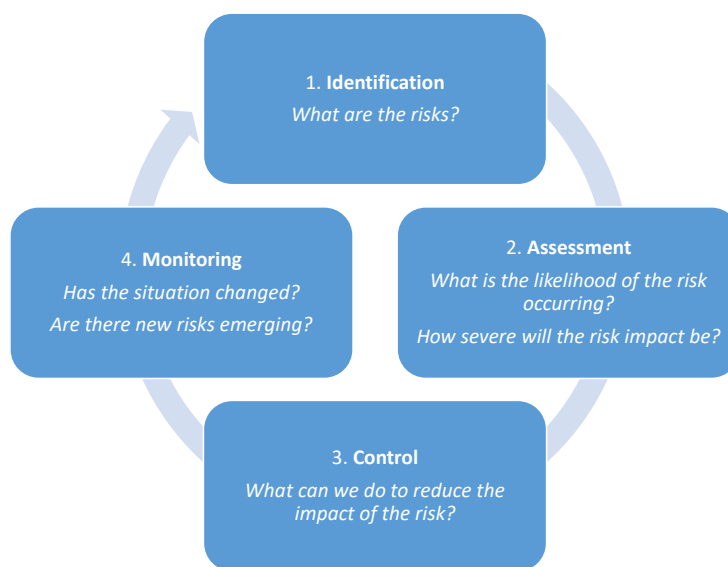 1. Identification
What are the risks?
2. Assessment
What is the likelihood of the risk
occurring?
How severe will the risk impact be?
3. Control
What can we do to reduce the
impact of the risk?
4. Monitoring
Has the situation changed?
Are there new risks emerging?